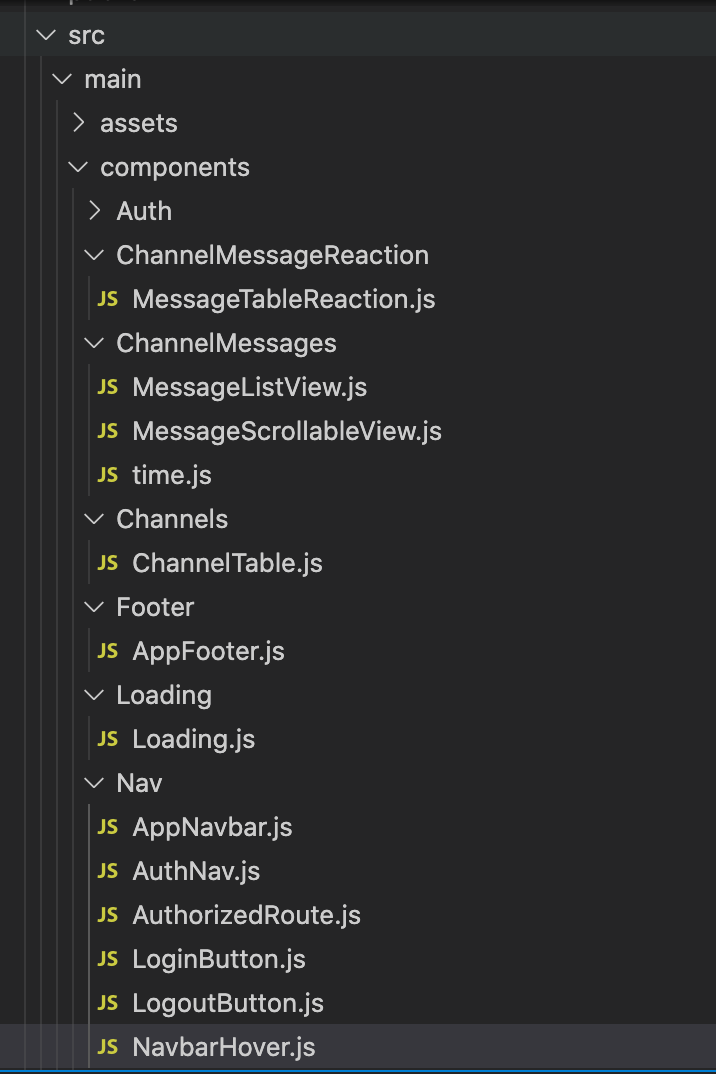 src
main
assets
components
Auth
ChannelMessageReaction
JS MessageTableReaction.js
ChannelMessages
JS MessageListView.js
JS MessageScrollableView.js
JS time.js
Channels
JS ChannelTable.js
Footer
JS AppFooter.js
Loading
JS Loading.js
Nav
JS AppNavbar.js
JS AuthNav.js
JS AuthorizedRoute.js
JS LoginButton.js
JS LogoutButton.js
JS NavbarHover.js